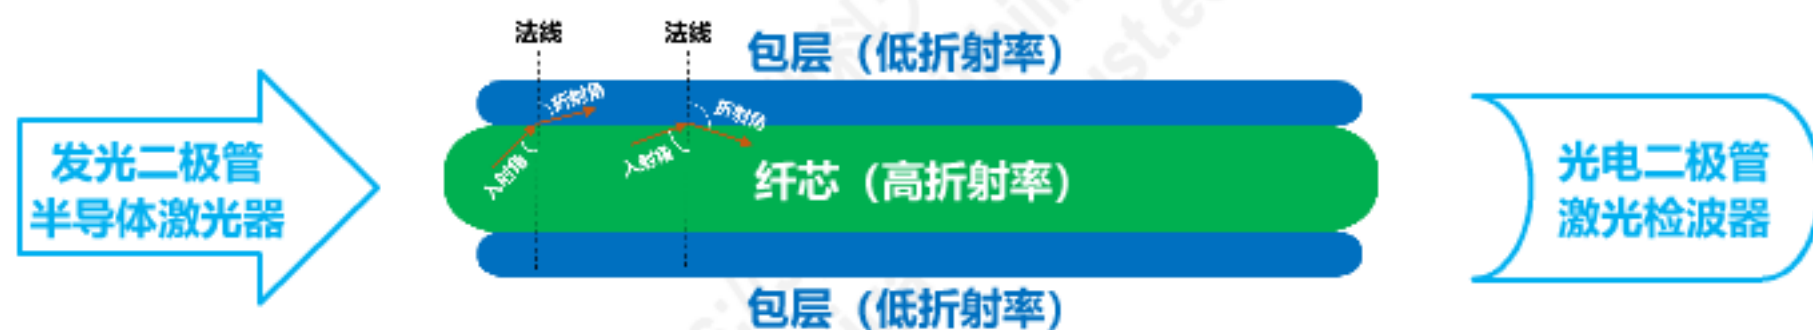 法线
法线
包层（低折射率）
折射角
折射角
入射角
入射角
发光二极管
半导体激光器
纤芯（高折射率）
光电二极管
激光检波器
包层（低折射率）